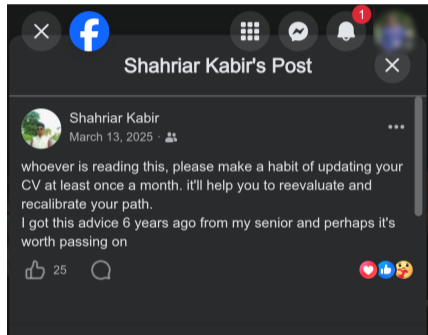 1
Shahriar Kabir's Post
Shahriar Kabir
March 13, 2025 ·
whoever is reading this, please make a habit of updating your
CV at least once a month. it'll help you to reevaluate and
recalibrate your path.
I got this advice 6 years ago from my senior and perhaps it's
worth passing on
25